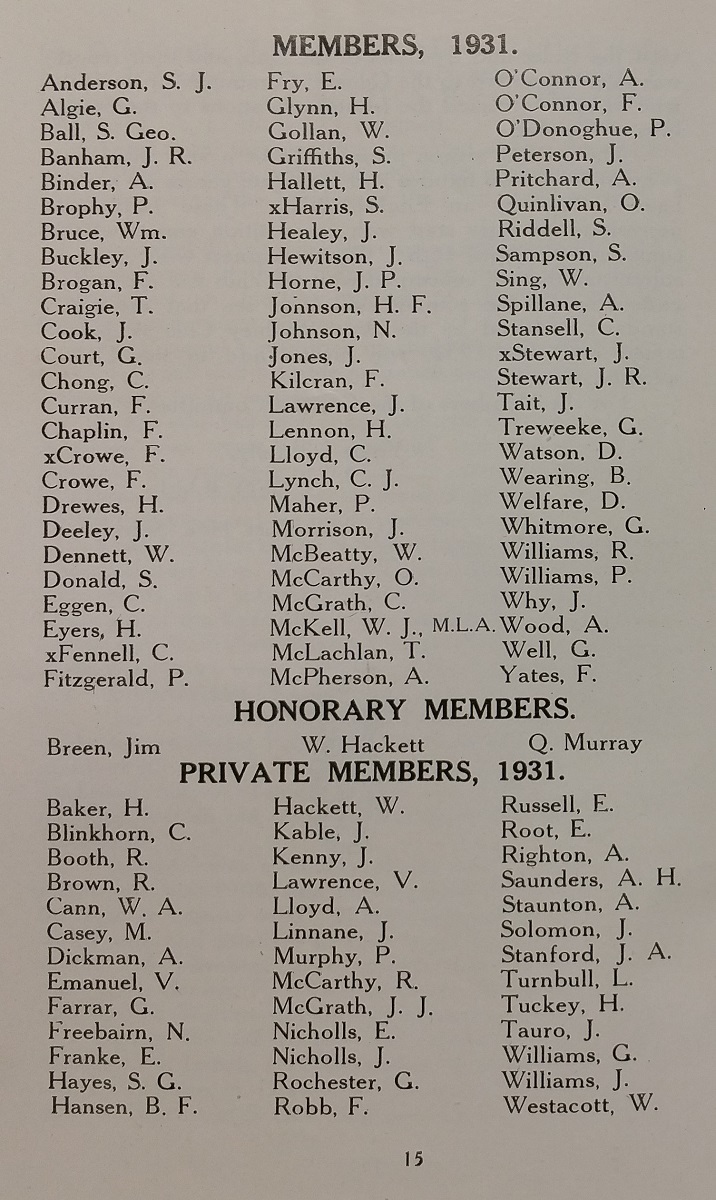 MEMBERS, 1931.
Anderson, S. J.
Algie, G.
Ball, S. Geo.
Banham, J. R.
Binder, A.
Brophy, P.
Bruce, Wm.
Buckley, J.
Brogan, F.
Craigie, T.
Cook, J.
Court, G.
Chong, C.
Curran, F.
Chaplin, F.
xCrowe, F.
Crowe, F.
Drewes, H.
Deeley, J.
Dennett, W.
Donald, S.
Eggen, C.
Eyers, H.
xFennell, C.
Fitzgerald, P.
Fry, E.
Glynn, H.
Gollan, W.
Griffiths, S.
Hallett, H.
xHarris, S.
Healey, J.
Hewitson, J.
Horne, J. P.
Johnson, H. F.
Johnson, N.
Jones, J.
Kilcran, F.
Lawrence, J.
Lennon, H.
Lloyd, C.
Lynch, C. J.
Maher, P.
Morrison, J.
McBeatty, W.
McCarthy, O.
McGrath, C.
McKell, W. J., M.L.A.
McLachlan, T.
McPherson, A.
O'Connor, A.
O'Connor, F.
O'Donoghue, P.
Peterson, J.
Pritchard, A.
Quinlivan, O.
Riddell, S.
Sampson, S.
Sing, W.
Spillane, A.
Stansell, C.
xStewart, J.
Stewart, J. R.
Tait, J.
Treweeke, G.
Watson, D.
Wearing, B.
Welfare, D.
Whitmore, G.
Williams, R.
Williams, P.
Why, J.
Wood, A.
Well, G.
Yates, F.
HONORARY MEMBERS.
Breen, Jim
W. Hackett
Q. Murray
PRIVATE MEMBERS, 1931.
Baker, H.
Blinkhorn, C.
Booth, R.
Brown, R.
Cann, W. A.
Casey, M.
Dickman, A.
Emanuel, V.
Farrar, G.
Freebairn, N.
Franke, E.
Hayes, S. G.
Hansen, B. F.
Hackett, W.
Kable, J.
Kenny, J.
Lawrence, V.
Lloyd, A.
Linnane, J.
Murphy, P.
McCarthy, R.
McGrath, J. J.
Nicholls, E.
Nicholls, J.
Rochester, G.
Robb, F.
Russell, E.
Root, E.
Righton, A.
Saunders, A. H.
Staunton, A.
Solomon, J.
Stanford, J. A.
Turnbull, L.
Tuckey, H.
Tauro, J.
Williams, G.
Williams, J.
Westacott, W.
15